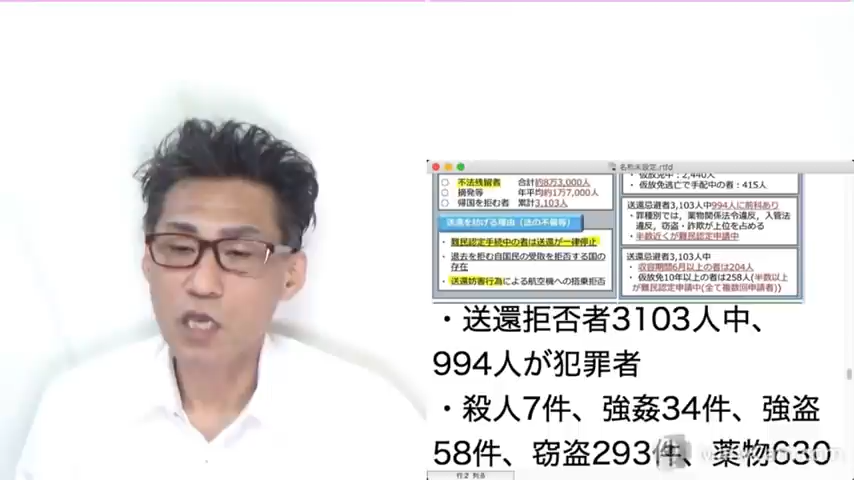 名称未設定.rtfd
○ 不法残留者 合計約8万3,000人
○ 摘発等 年平均約1万7,000人
○ 帰国を拒む者 累計3,103人
送還を妨げる理由（法の不備等）
・ 難民認定手続中の者は送還が一律停止
・ 退去を拒む自国民の受取を拒否する国の
存在
・ 送還妨害行為による航空機への搭乗拒否
・仮放免中：2,440人
・仮放免逃亡で手配中の者：415人
送還忌避者3,103人中994人に前科あり
・罪種別では，薬物関係法令違反，入管法
違反，窃盗・詐欺が上位を占める
・半数近くが難民認定申請中
送還忌避者3,103人中
・収容期間6月以上の者は204人
・仮放免10年以上の者は258人(半数以上
が難民認定申請中(全て複数回申請者))
・送還拒否者3103人中、
994人が犯罪者
・殺人7件、強姦34件、強盗
58件、窃盗293件、薬物630